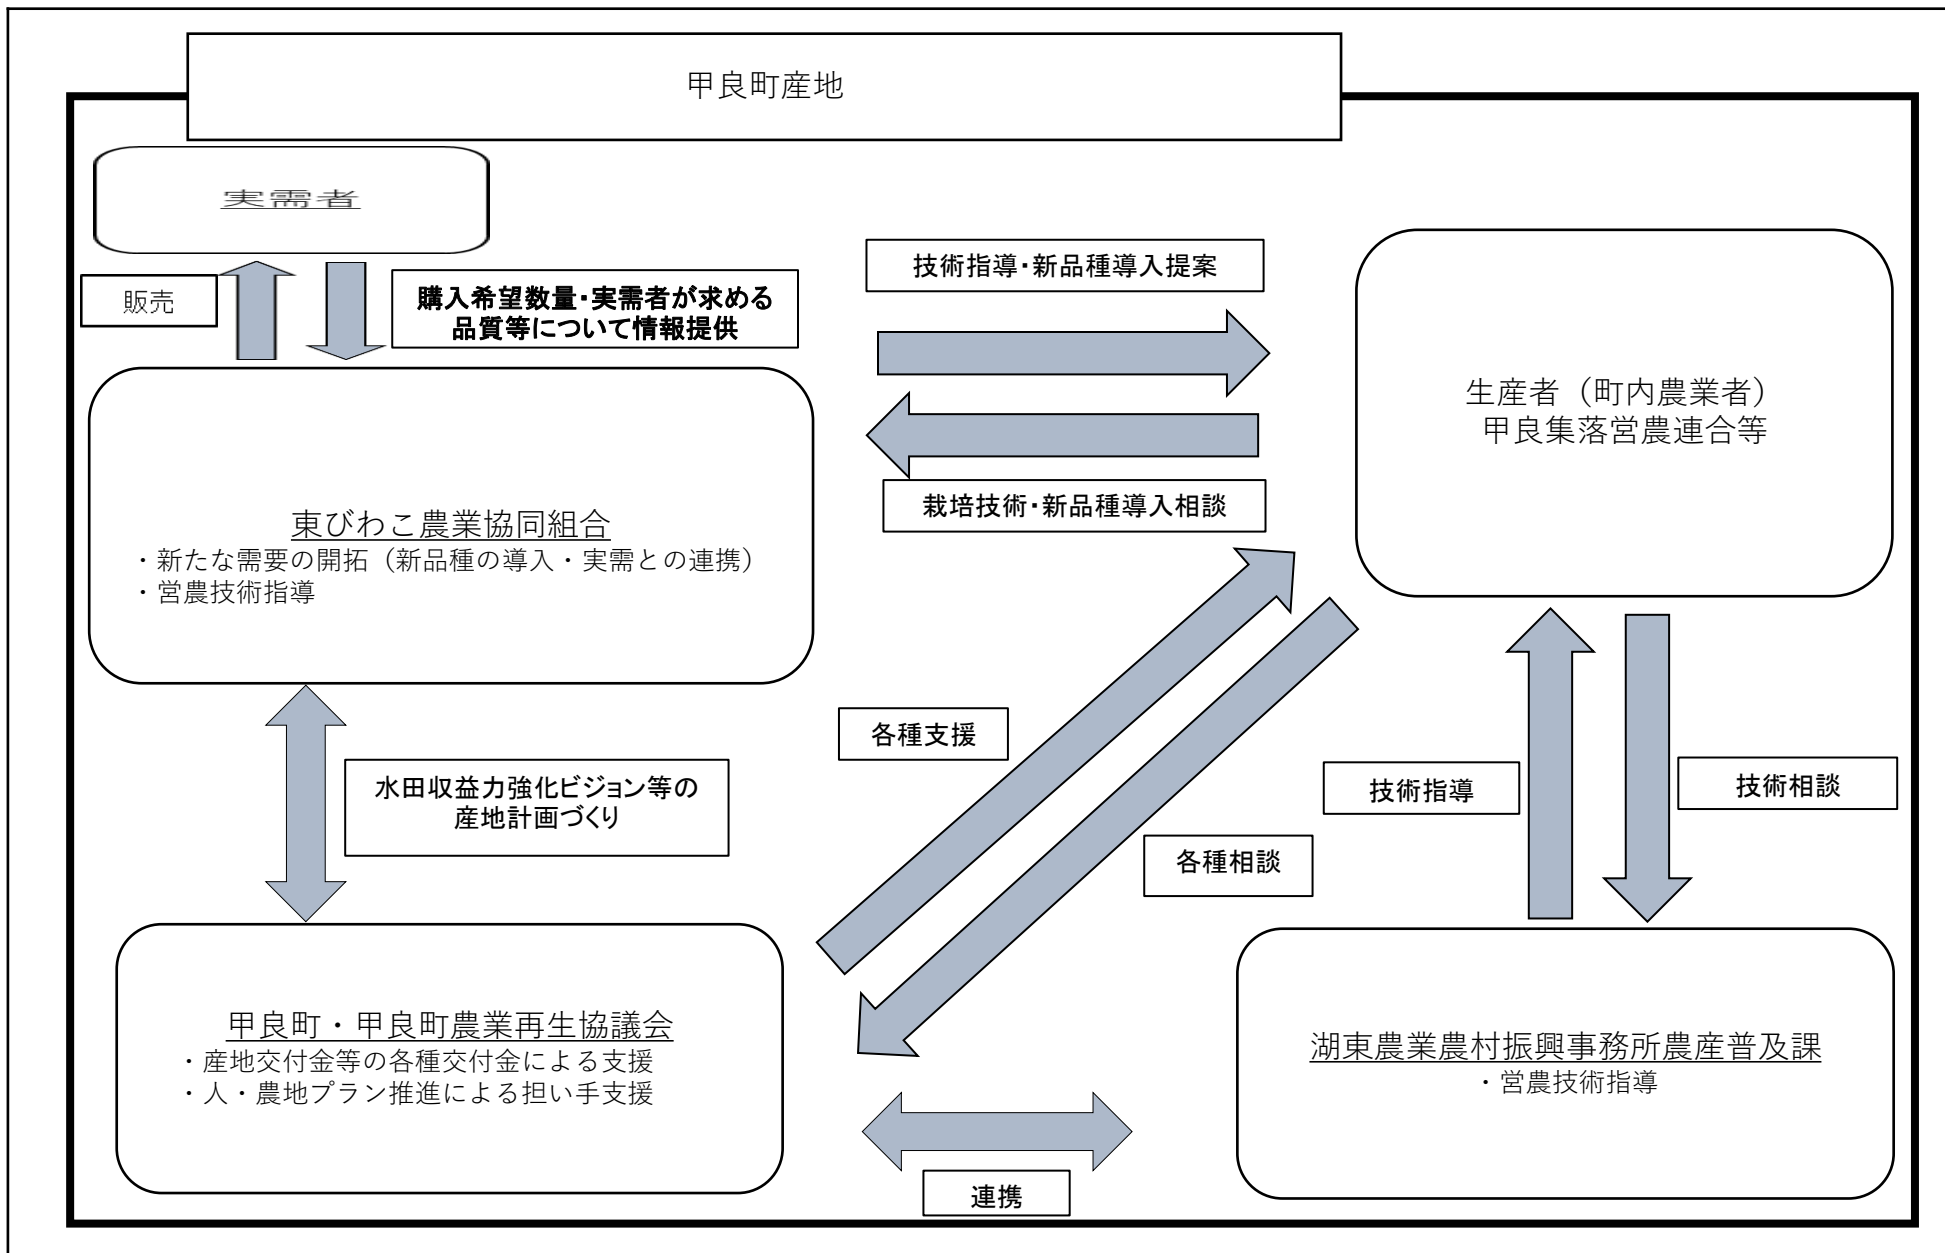 甲良町産地
実需者
販売
購入希望数量・実需者が求める
品質等について情報提供
技術指導・新品種導入提案
生産者（町内農業者）
甲良集落営農連合等
栽培技術・新品種導入相談
東びわこ農業協同組合
・新たな需要の開拓（新品種の導入・実需との連携）
・営農技術指導
各種支援
水田収益力強化ビジョン等の
産地計画づくり
技術指導
技術相談
各種相談
甲良町・甲良町農業再生協議会
・産地交付金等の各種交付金による支援
・人・農地プラン推進による担い手支援
湖東農業農村振興事務所農産普及課
・営農技術指導
連携